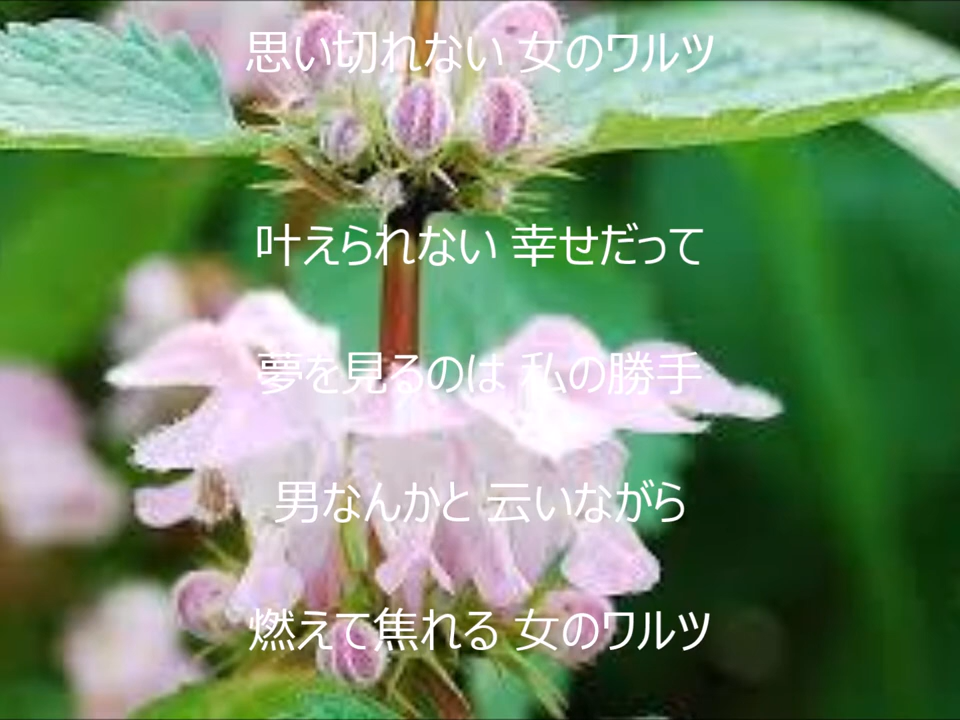 思い切れない 女のワルツ
叶えられない 幸せだって
夢を見るのは 私の勝手
男なんかと 云いながら
燃えて焦れる 女のワルツ